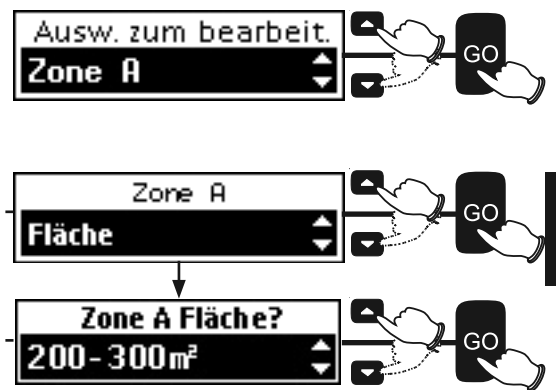 Ausw. zum bearbeit.
Zone A
GO
Zone A
Fläche
GO
Zone A Fläche?
200-300m²
GO